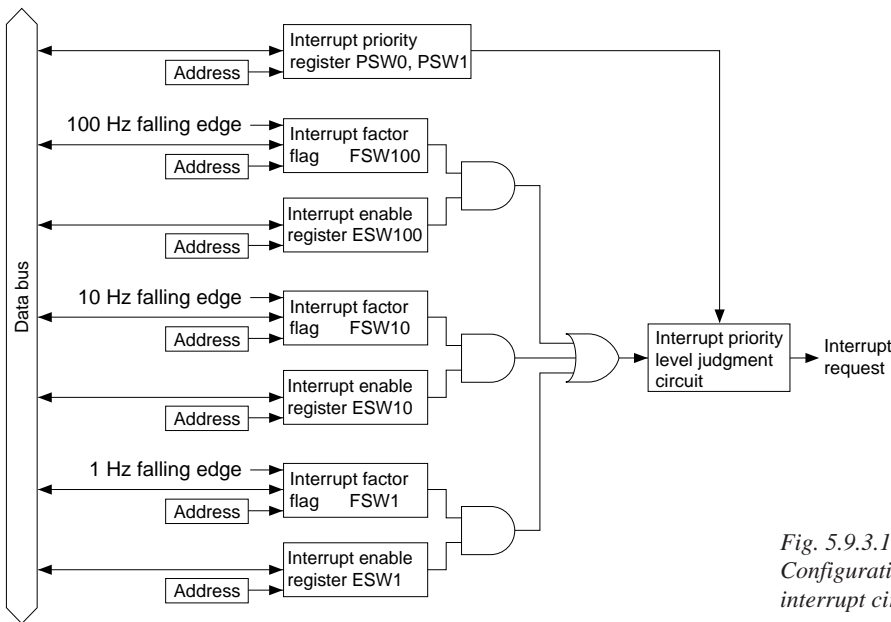 Interrupt priority
register PSW0, PSW1
Address
100 Hz falling edge
Interrupt factor
flag FSW100
Address
Interrupt enable
register ESW100
Address
Data bus
10 Hz falling edge
Interrupt factor
flag FSW10
Address
Interrupt enable
register ESW10
Address
Interrupt priority
level judgment
circuit
Interrupt
request
1 Hz falling edge
Interrupt factor
flag FSW1
Address
Interrupt enable
register ESW1
Address
Fig. 5.9.3.1
Configurati
interrupt cir